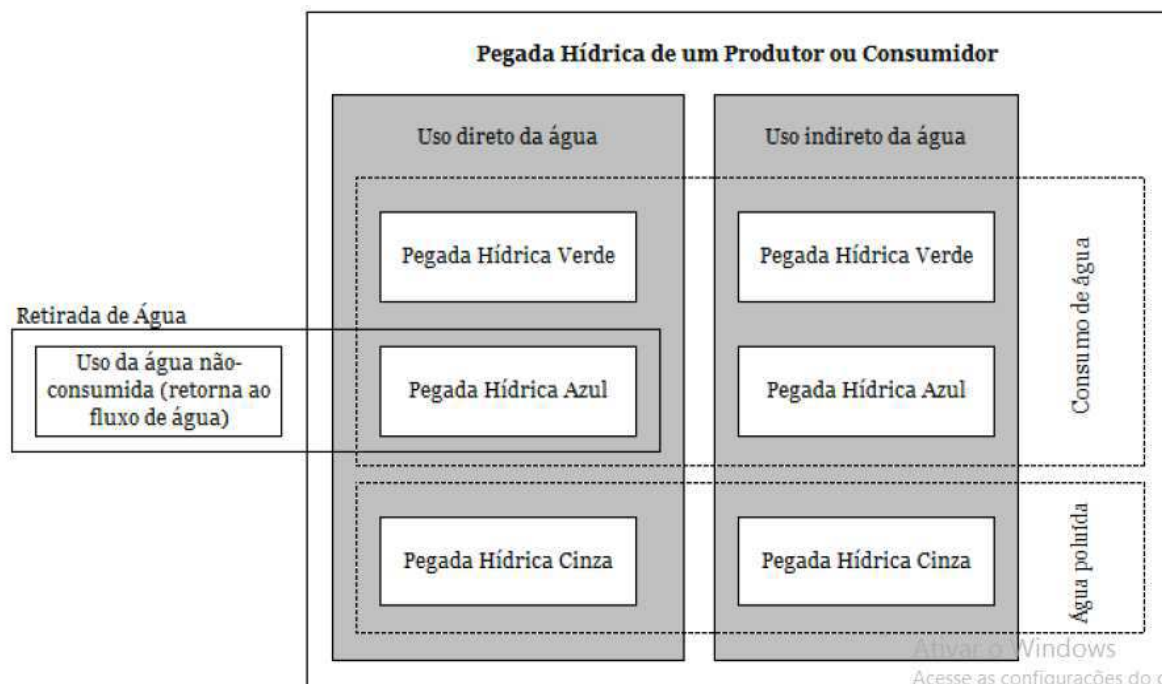 Pegada Hídrica de um Produtor ou Consumidor
Uso direto da água
Uso indireto da água
Pegada Hídrica Verde
Pegada Hídrica Verde
Consumo de água
Retirada de Água
Uso da água não-
consumida (retorna ao
fluxo de água)
Pegada Hídrica Azul
Pegada Hídrica Azul
Pegada Hídrica Cinza
Pegada Hídrica Cinza
Água poluída
Ativar o Windows
Acesse as configurações do